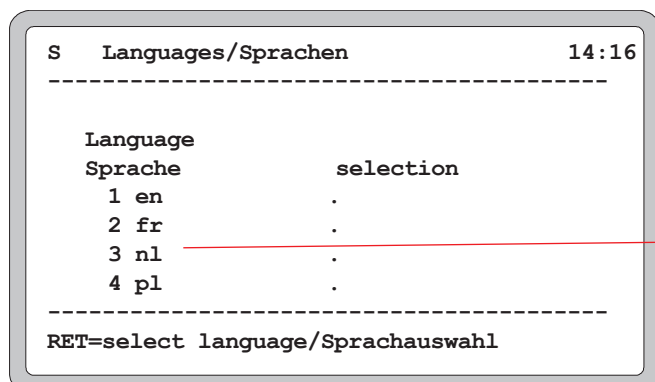 S Languages/Sprachen 14:16
-----------------------------------------
Language
Sprache selection
1 en .
2 fr .
3 nl .
4 pl .
-----------------------------------------
RET=select language/Sprachauswahl